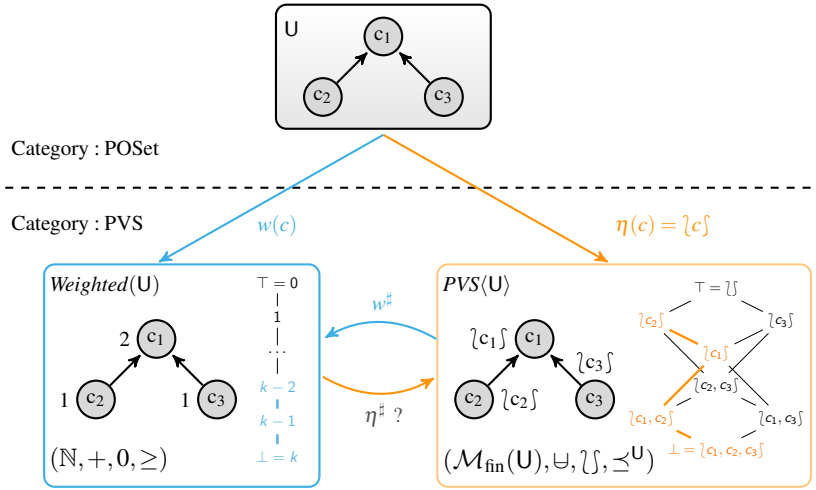 U
c₁
c₂ c₃
Category : POSet
Category : PVS
w(c)
η(c) = ≀c∫
Weighted(U)
2 c₁
1 c₂ 1 c₃
(ℕ, +, 0, ≥)
⊤ = 0
1
⋯
k − 2
k − 1
⊥ = k
w♯
η♯ ?
PVS⟨U⟩
≀c₁∫ c₁
≀c₃∫
c₂ ≀c₂∫ c₃
(ℳfin(U), ⊎, ≀∫, ⪯ᵁ)
⊤ = ≀∫
≀c₂∫ ≀c₃∫
≀c₁∫
≀c₂, c₃∫
≀c₁, c₂∫ ≀c₁, c₃∫
⊥ = ≀c₁, c₂, c₃∫